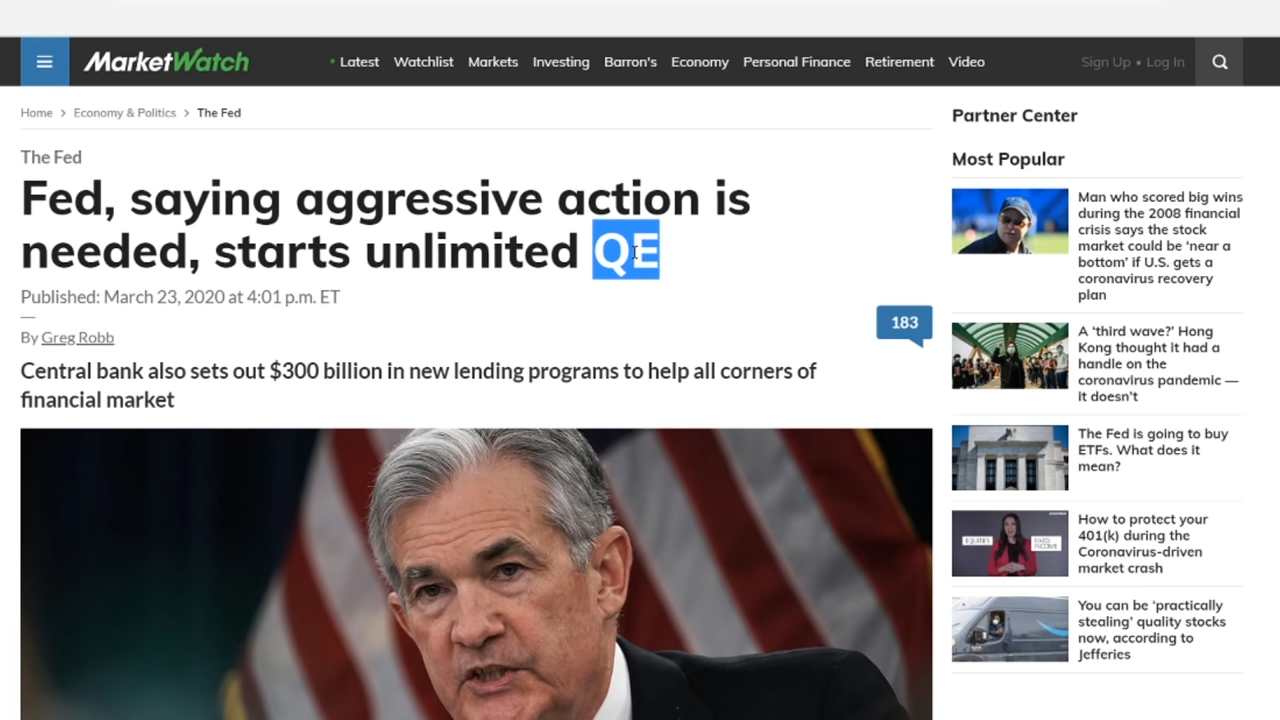 MarketWatch
• Latest Watchlist Markets Investing Barron's Economy Personal Finance Retirement Video
Sign Up • Log In
Home > Economy & Politics > The Fed
The Fed
Fed, saying aggressive action is
needed, starts unlimited QE
Published: March 23, 2020 at 4:01 p.m. ET
By Greg Robb
183
Central bank also sets out $300 billion in new lending programs to help all corners of
financial market
Partner Center
Most Popular
Man who scored big wins
during the 2008 financial
crisis says the stock
market could be ‘near a
bottom’ if U.S. gets a
coronavirus recovery
plan
A ‘third wave?’ Hong
Kong thought it had a
handle on the
coronavirus pandemic —
it doesn't
The Fed is going to buy
ETFs. What does it
mean?
EQUITIES
FIXED
INCOME
How to protect your
401(k) during the
Coronavirus-driven
market crash
You can be ‘practically
stealing’ quality stocks
now, according to
Jefferies